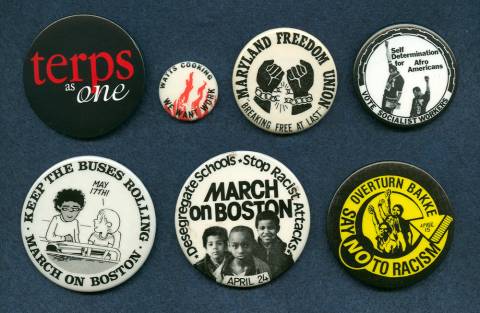 terps
as
one
WATTS COOKING
WE WANT WORK
MARYLAND FREEDOM UNION
BREAKING FREE AT LAST
Self
Determination
for Afro
Americans
VOTE SOCIALIST WORKERS
KEEP THE BUSES ROLLING
MAY
17TH!
MARCH ON BOSTON
Desegregate Schools • Stop Racist Attacks
MARCH
on BOSTON
APRIL 24
OVERTURN BAKKE
APRIL
15
SAY NO TO RACISM